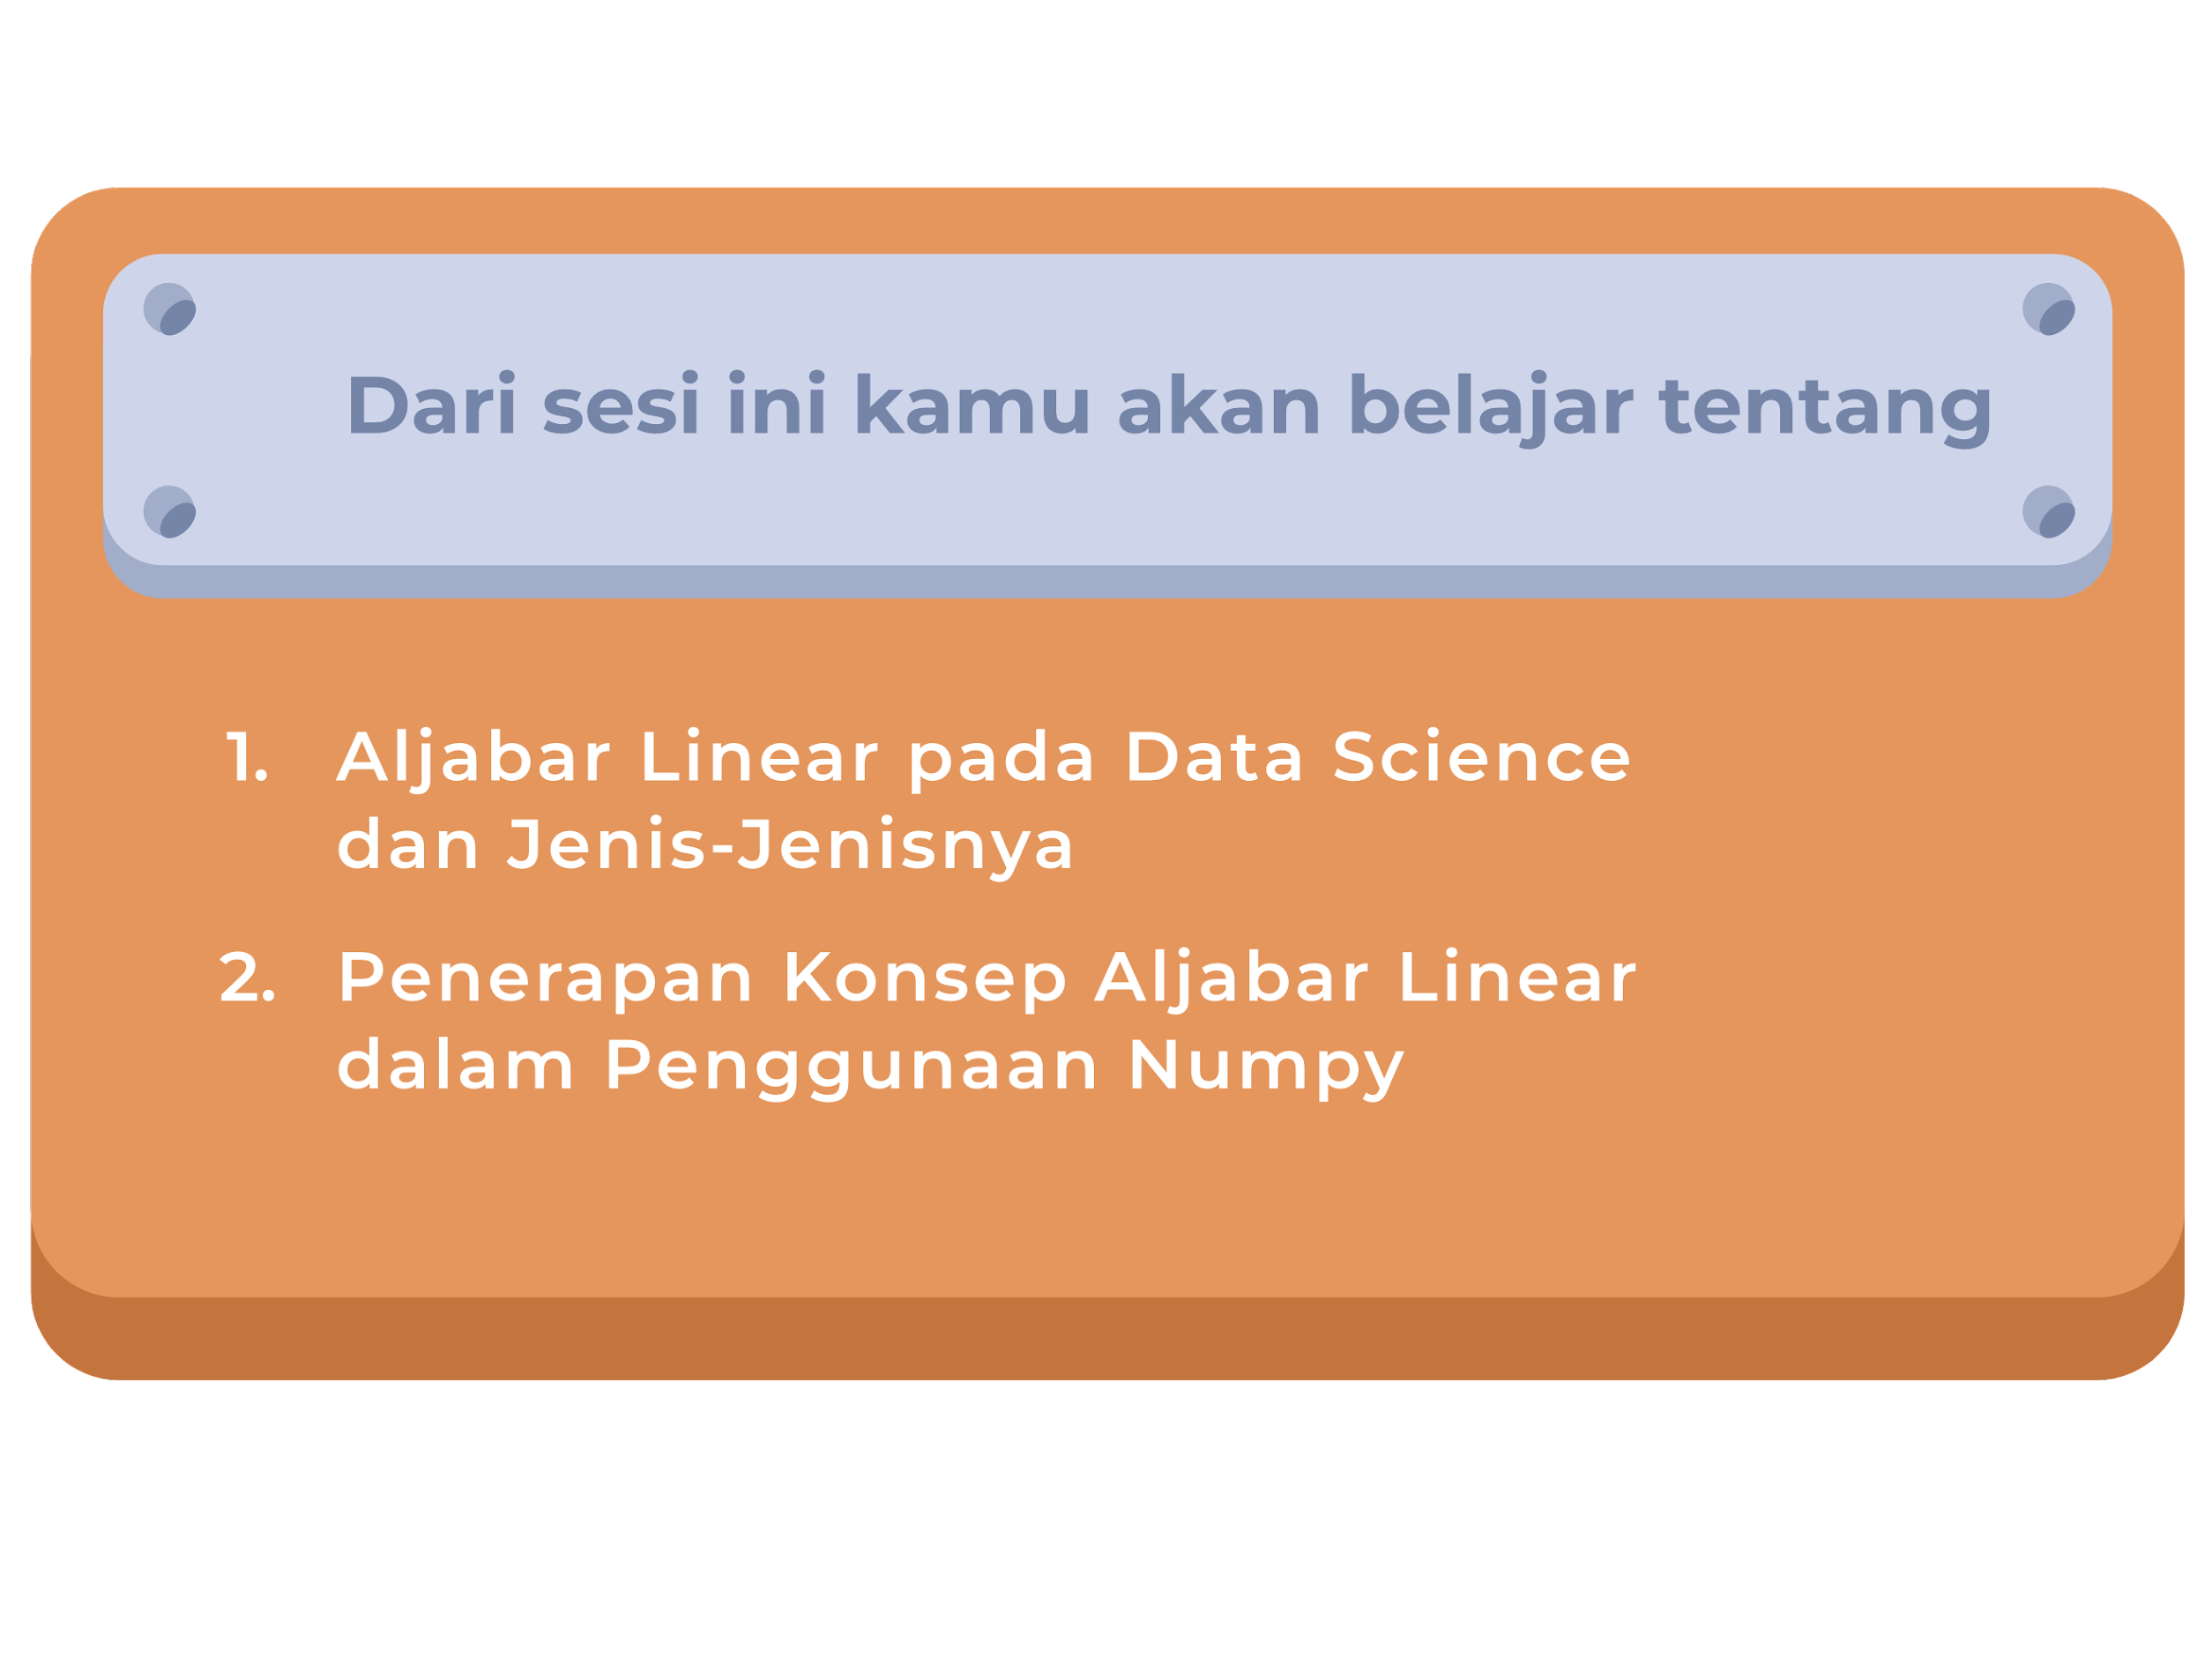 Dari sesi ini kamu akan belajar tentang
1. Aljabar Linear pada Data Science
dan Jenis-Jenisnya
2. Penerapan Konsep Aljabar Linear
dalam Penggunaan Numpy